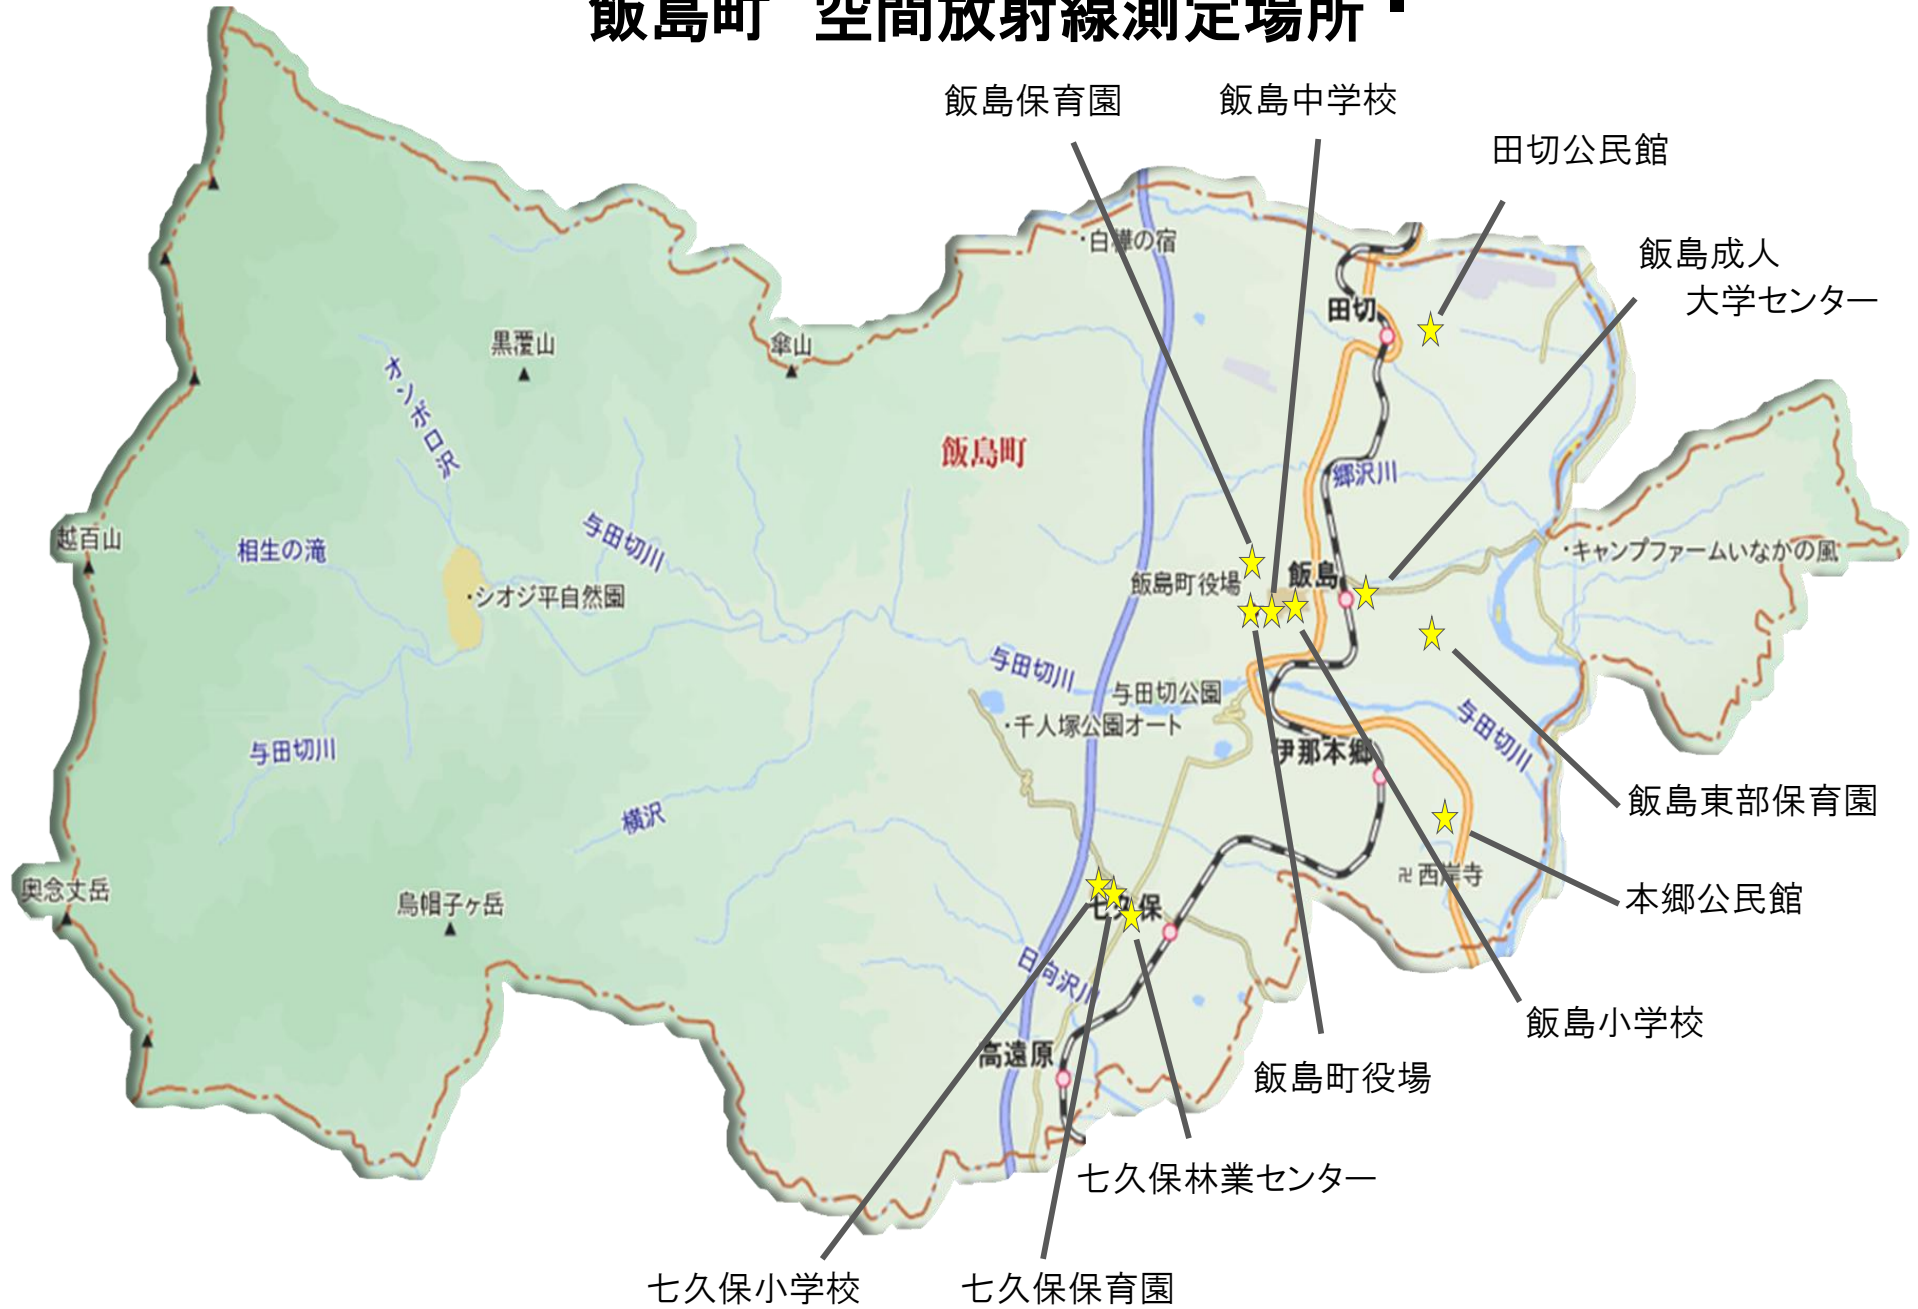 飯島町 空間放射線測定場所
飯島保育園
飯島中学校
田切公民館
飯島成人
大学センター
・白樺の宿
田切
黒覆山
傘山
オンボロ沢
飯島町
郷沢川
越百山
相生の滝
与田切川
・キャンプファームいなかの風
・シオジ平自然園
飯島町役場
飯島
与田切川
与田切公園
・千人塚公園オート
与田切川
与田切川
伊那本郷
横沢
飯島東部保育園
卍西岸寺
本郷公民館
奥念丈岳
烏帽子ヶ岳
七久保
日向沢川
飯島小学校
高遠原
飯島町役場
七久保林業センター
七久保小学校
七久保保育園